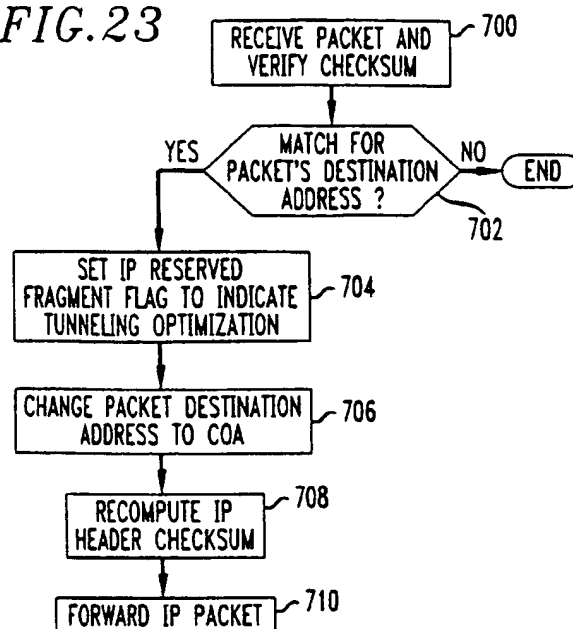 FIG.23
RECEIVE PACKET AND
VERIFY CHECKSUM
700
YES
MATCH FOR
PACKET'S DESTINATION
ADDRESS ?
NO
END
702
SET IP RESERVED
FRAGMENT FLAG TO INDICATE
TUNNELING OPTIMIZATION
704
CHANGE PACKET DESTINATION
ADDRESS TO COA
706
RECOMPUTE IP
HEADER CHECKSUM
708
FORWARD IP PACKET
710